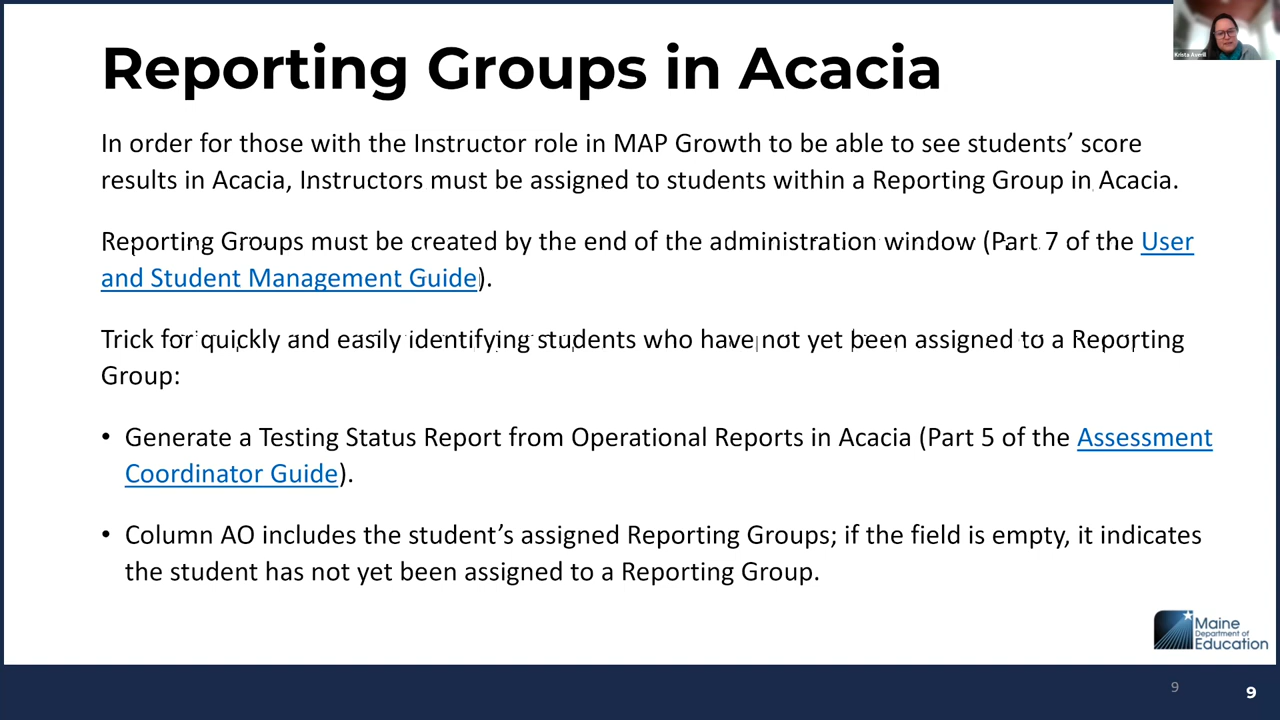 Reporting Groups in Acacia
Krista Averill
In order for those with the Instructor role in MAP Growth to be able to see students’ score
results in Acacia, Instructors must be assigned to students within a Reporting Group in Acacia.
Reporting Groups must be created by the end of the administration window (Part 7 of the User
and Student Management Guide).
Trick for quickly and easily identifying students who have not yet been assigned to a Reporting
Group:
• Generate a Testing Status Report from Operational Reports in Acacia (Part 5 of the Assessment
Coordinator Guide).
• Column AO includes the student’s assigned Reporting Groups; if the field is empty, it indicates
the student has not yet been assigned to a Reporting Group.
Maine
Department of
Education
9
9